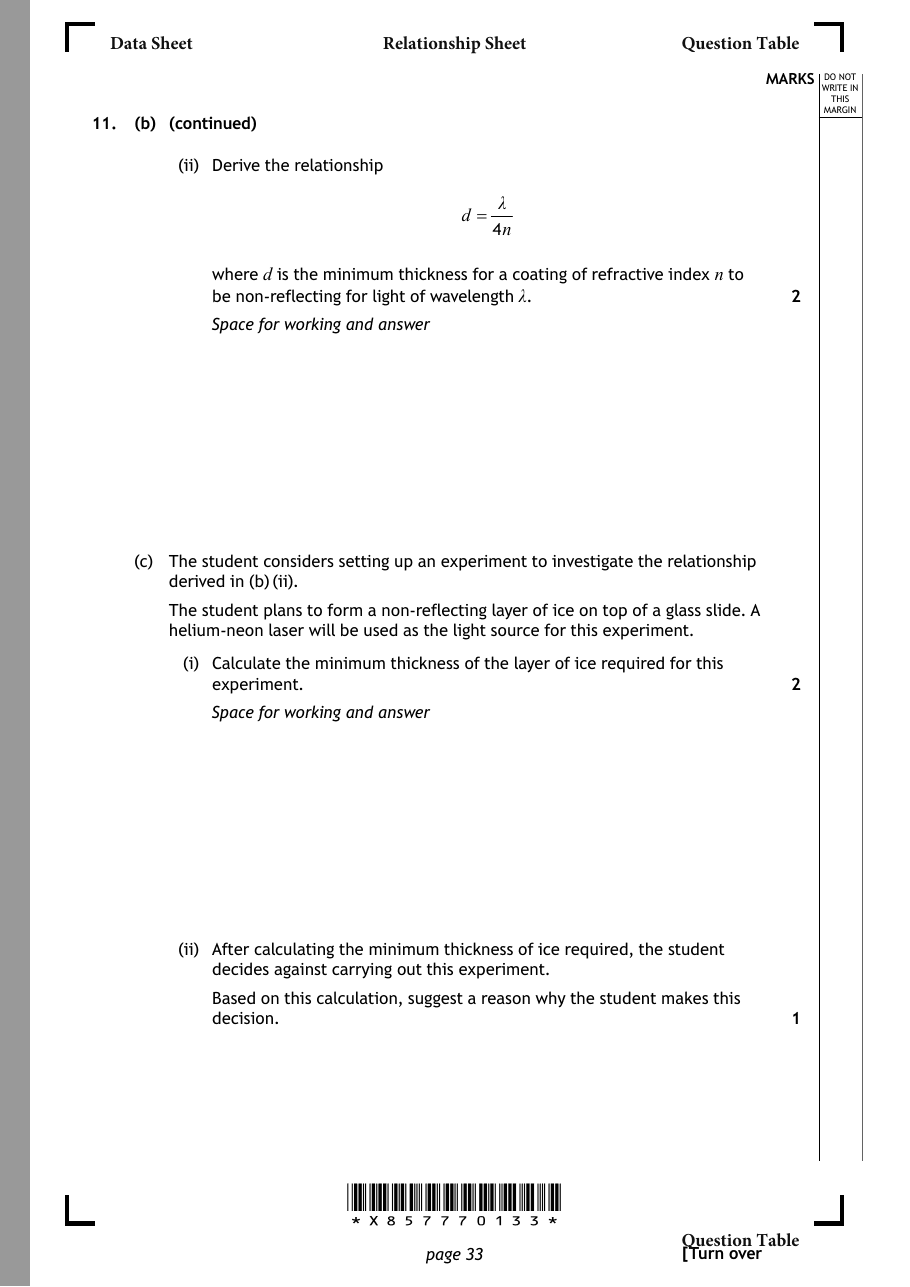 Data Sheet Relationship Sheet Question Table
MARKS
DO NOT
WRITE IN
THIS
MARGIN
11. (b) (continued)
(ii) Derive the relationship
d = λ/4n
where d is the minimum thickness for a coating of refractive index n to
be non-reflecting for light of wavelength λ. 2
Space for working and answer
(c) The student considers setting up an experiment to investigate the relationship
derived in (b)(ii).
The student plans to form a non-reflecting layer of ice on top of a glass slide. A
helium-neon laser will be used as the light source for this experiment.
(i) Calculate the minimum thickness of the layer of ice required for this
experiment. 2
Space for working and answer
(ii) After calculating the minimum thickness of ice required, the student
decides against carrying out this experiment.
Based on this calculation, suggest a reason why the student makes this
decision. 1
* X 8 5 7 7 7 0 1 3 3 *
Question Table
page 33 [Turn over